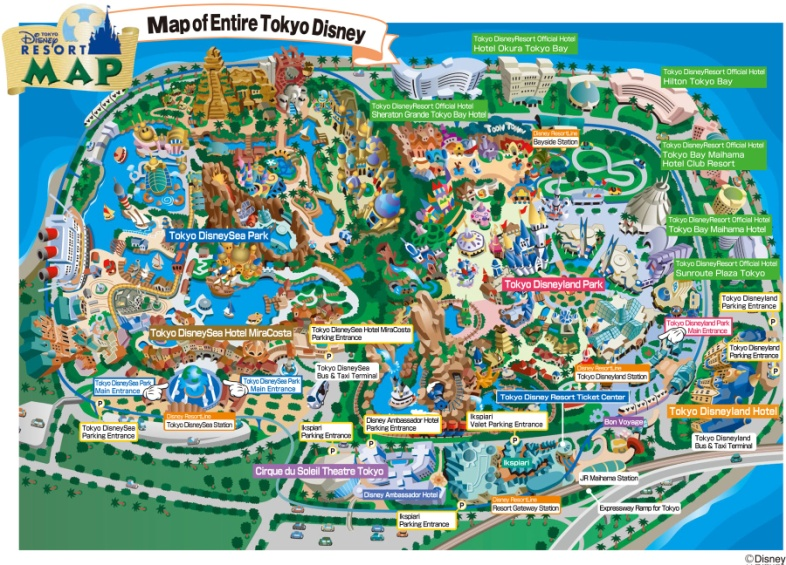 TOKYO
Disney
RESORT
MAP
Map of Entire Tokyo Disney
Tokyo DisneyResort Official Hotel
Hotel Okura Tokyo Bay
Tokyo DisneyResort Official Hotel
Hilton Tokyo Bay
Tokyo DisneyResort Official Hotel
Sheraton Grande Tokyo Bay Hotel
TOON TOWN
Disney ResortLine
Bayside Station
Tokyo DisneyResort Official Hotel
Tokyo Bay Maihama
Hotel Club Resort
Tokyo DisneyResort Official Hotel
Tokyo Bay Maihama Hotel
Tokyo DisneySea Park
Tokyo DisneyResort Official Hotel
Sunroute Plaza Tokyo
Tokyo Disneyland Park
Tokyo Disneyland
Parking Entrance
P
Tokyo DisneySea Hotel MiraCosta
Tokyo DisneySea Hotel MiraCosta
Parking Entrance
P
Tokyo Disneyland Park
Main Entrance
Tokyo Disneyland
Parking Entrance
P
Tokyo DisneySea
Bus & Taxi Terminal
Disney ResortLine
Tokyo Disneyland Station
Tokyo DisneySea Park
Main Entrance
Tokyo DisneySea Park
Main Entrance
Tokyo Disney Resort Ticket Center
P
Tokyo DisneySea
Parking Entrance
Disney ResortLine
Tokyo DisneySea Station
Ikspiari
Parking Entrance
P
Disney Ambassador Hotel
Parking Entrance
P
Ikspiari
Valet Parking Entrance
P
Bon Voyage
Tokyo Disneyland Hotel
Tokyo Disneyland
Bus & Taxi Terminal
Cirque du Soleil Theatre Tokyo
Ikspiari
JR Maihama Station
Disney Ambassador Hotel
Disney ResortLine
Resort Gateway Station
Expressway Ramp for Tokyo
P
Ikspiari
Parking Entrance
©Disney